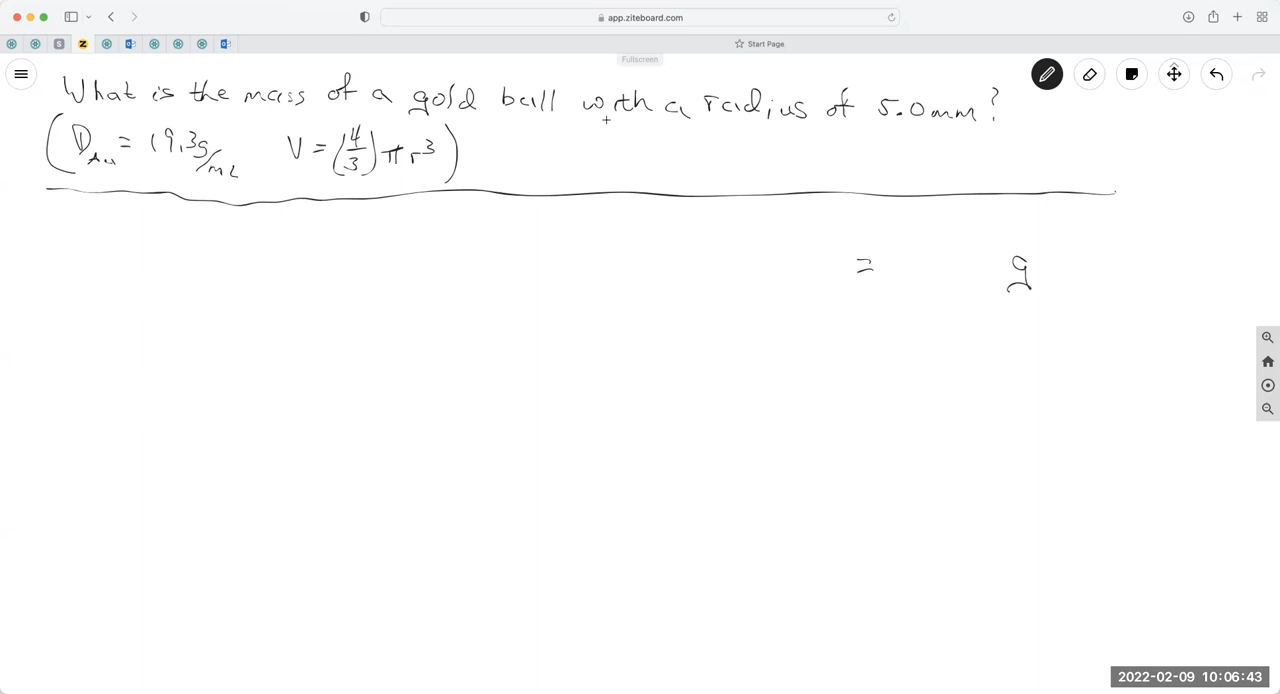 app.ziteboard.com
Start Page
Fullscreen
What is the mass of a gold ball with a radius of 5.0mm?
(D_Au = 19.3g/mL V = (4/3)πr³)
= g
2022-02-09 10:06:43